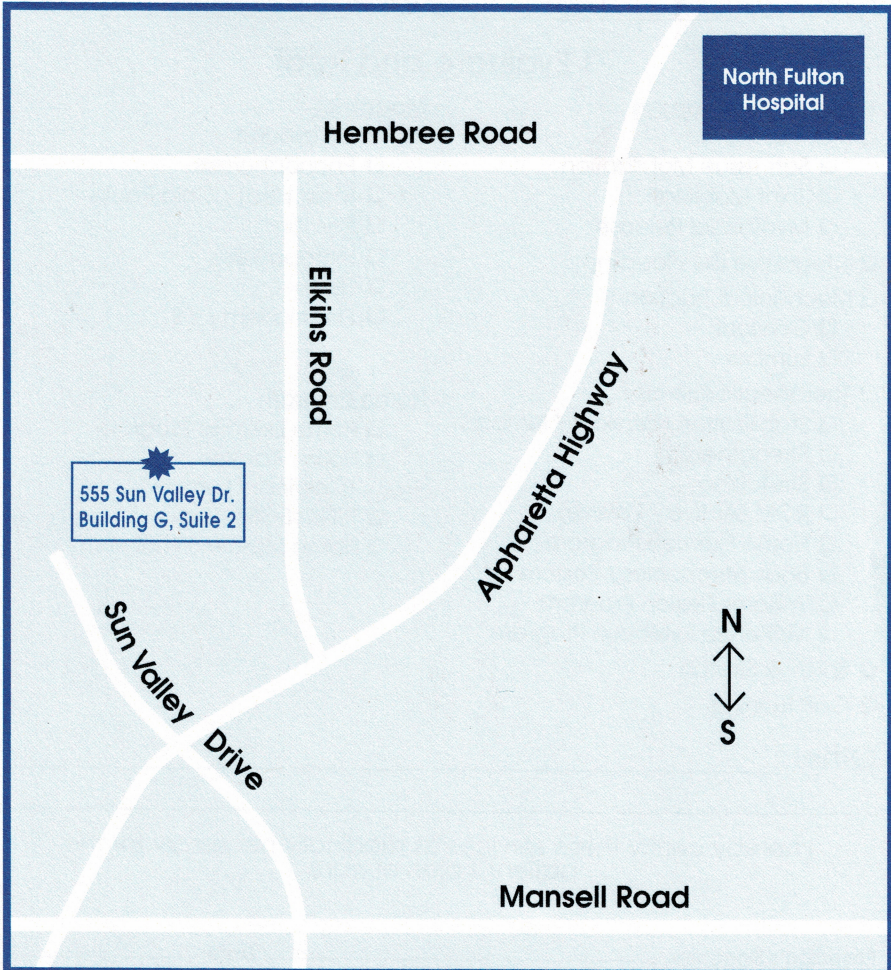 North Fulton
Hospital
Hembree Road
Elkins Road
Alpharetta Highway
555 Sun Valley Dr.
Building G, Suite 2
Sun Valley Drive
N
S
Mansell Road